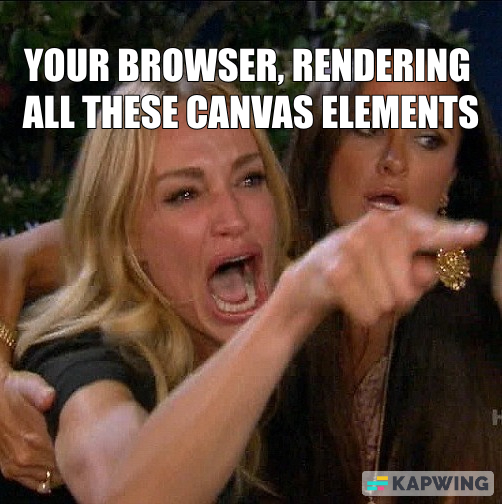 YOUR BROWSER, RENDERING
ALL THESE CANVAS ELEMENTS
KAPWING